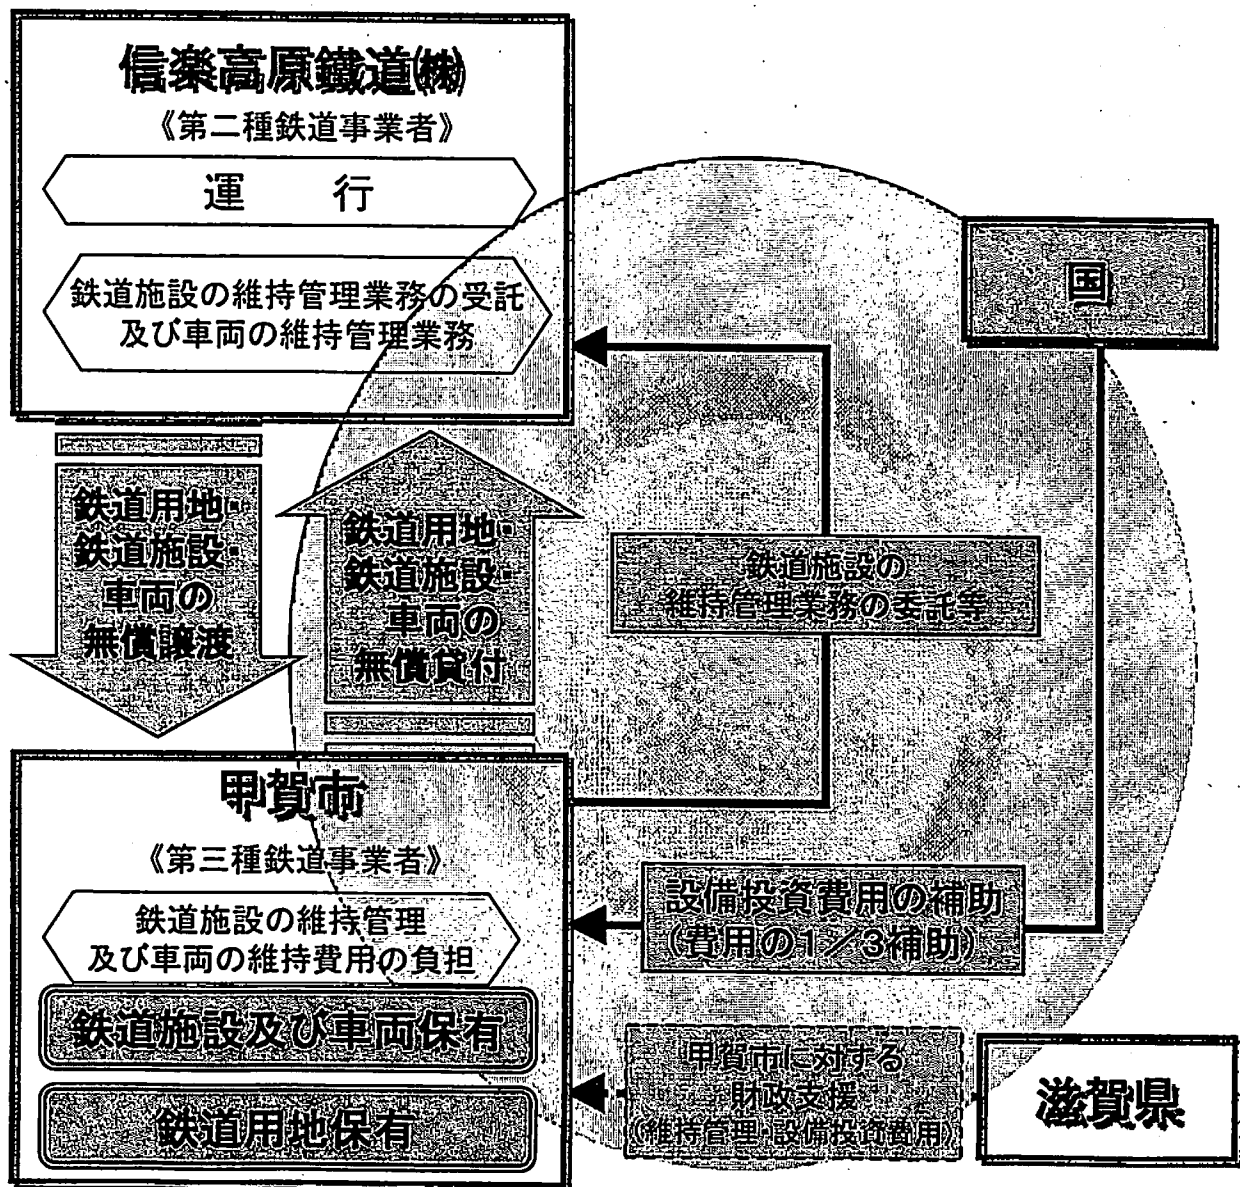 信楽高原鐵道㈱
《第二種鉄道事業者》
運　行
鉄道施設の維持管理業務の受託
及び車両の維持管理業務
国
鉄道用地・
鉄道施設・
車両の
無償譲渡
鉄道用地・
鉄道施設・
車両の
無償貸付
鉄道施設の
維持管理業務の委託等
甲賀市
《第三種鉄道事業者》
鉄道施設の維持管理
及び車両の維持費用の負担
鉄道施設及び車両保有
鉄道用地保有
設備投資費用の補助
(費用の1／3補助)
甲賀市に対する
財政支援
(維持管理・設備投資費用)
滋賀県